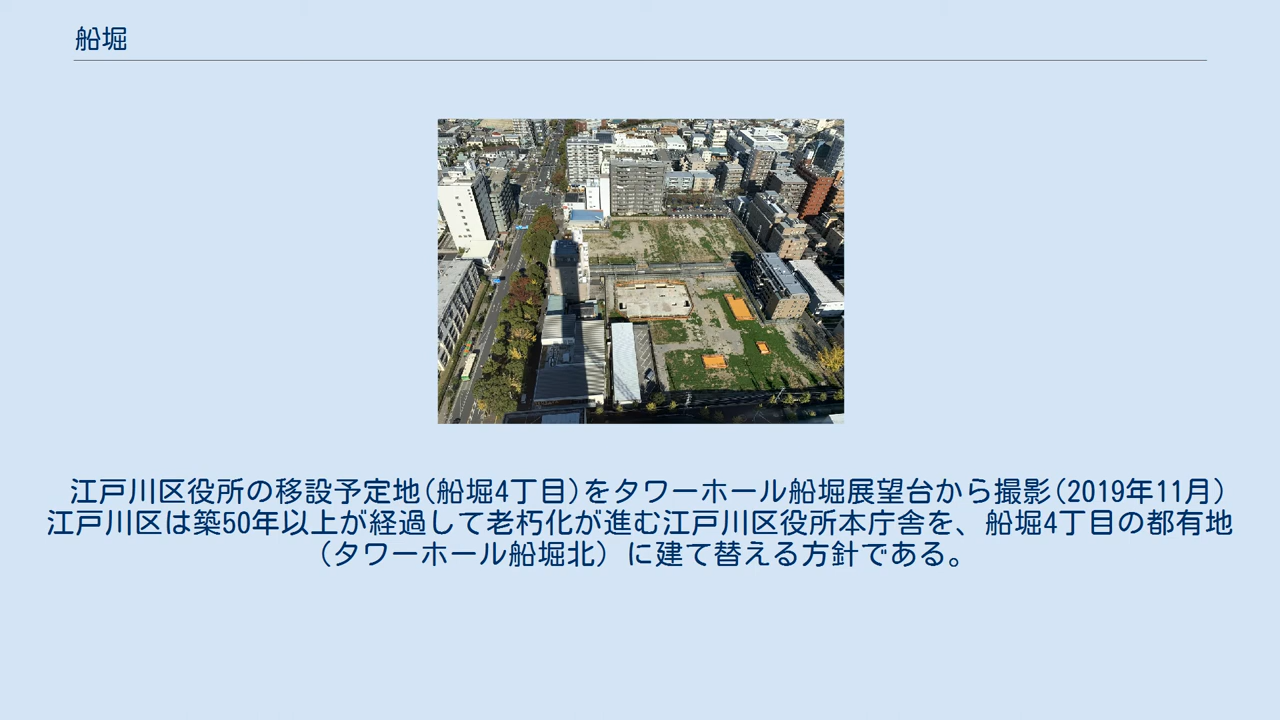 船堀
江戸川区役所の移設予定地(船堀4丁目)をタワーホール船堀展望台から撮影(2019年11月)
江戸川区は築50年以上が経過して老朽化が進む江戸川区役所本庁舎を、船堀4丁目の都有地
（タワーホール船堀北）に建て替える方針である。